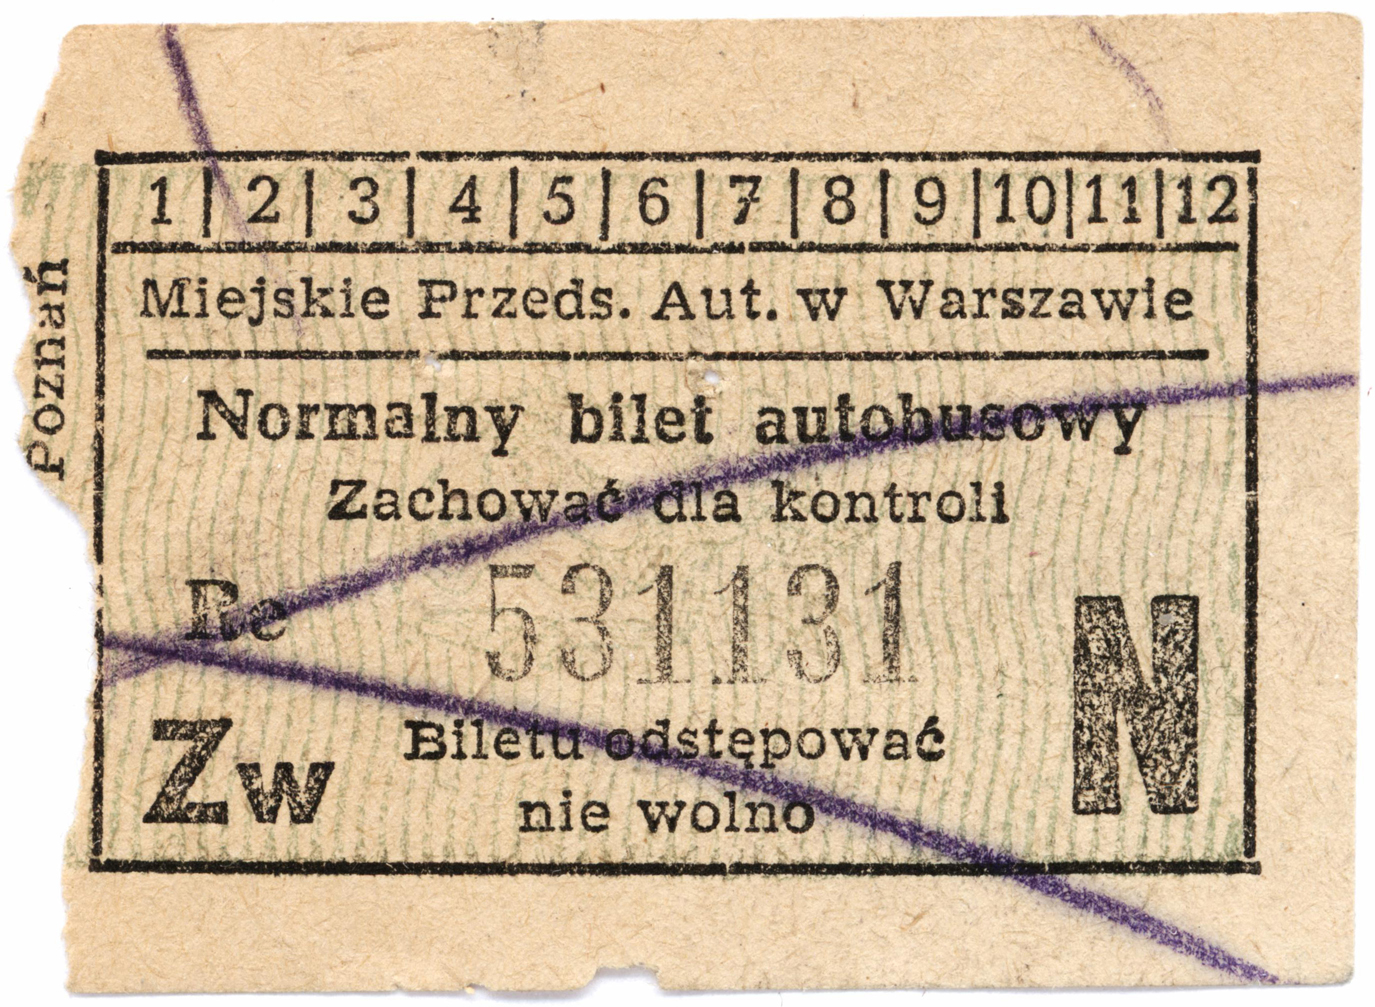 1 | 2 | 3 | 4 | 5 | 6 | 7 | 8 | 9 | 10 | 11 | 12
Miejskie Przeds. Aut. w Warszawie
Normalny bilet autobusowy
Zachować dla kontroli
Re 531131
Zw
Biletu odstępować
nie wolno
N
Poznań